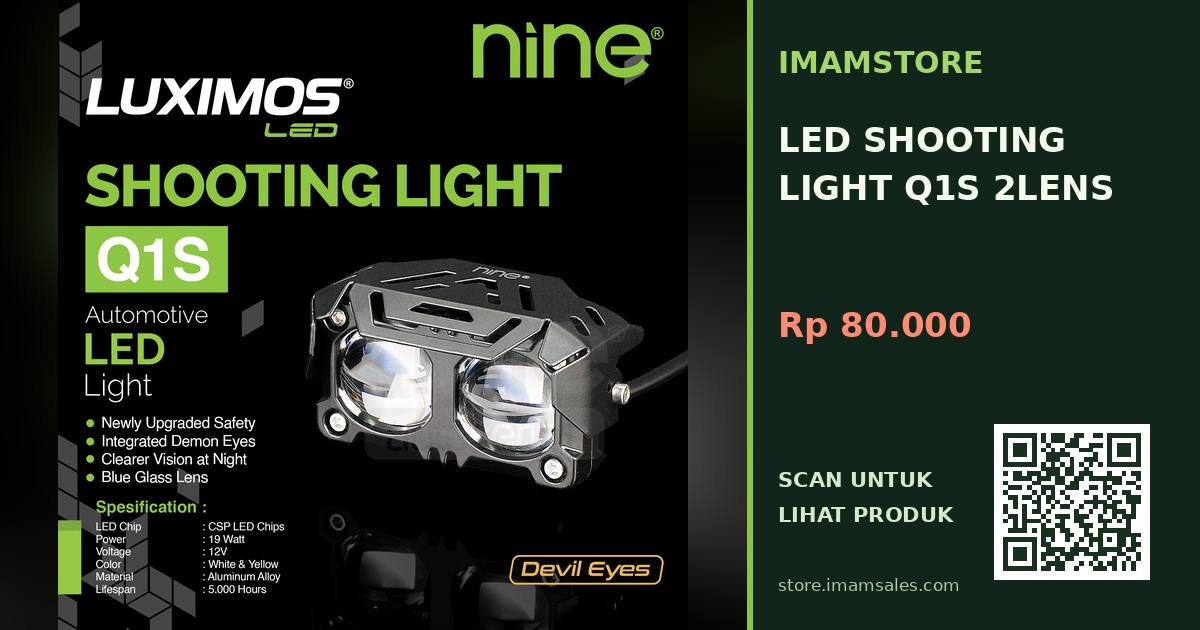 nine®
LUXIMOS®
LED
SHOOTING LIGHT
Q1S
Automotive
LED
Light
Newly Upgraded Safety
Integrated Demon Eyes
Clearer Vision at Night
Blue Glass Lens
Spesification :
LED Chip : CSP LED Chips
Power : 19 Watt
Voltage : 12V
Color : White & Yellow
Material : Aluminum Alloy
Lifespan : 5.000 Hours
nine®
Devil Eyes
IMAMSTORE
LED SHOOTING
LIGHT Q1S 2LENS
Rp 80.000
SCAN UNTUK
LIHAT PRODUK
store.imamsales.com